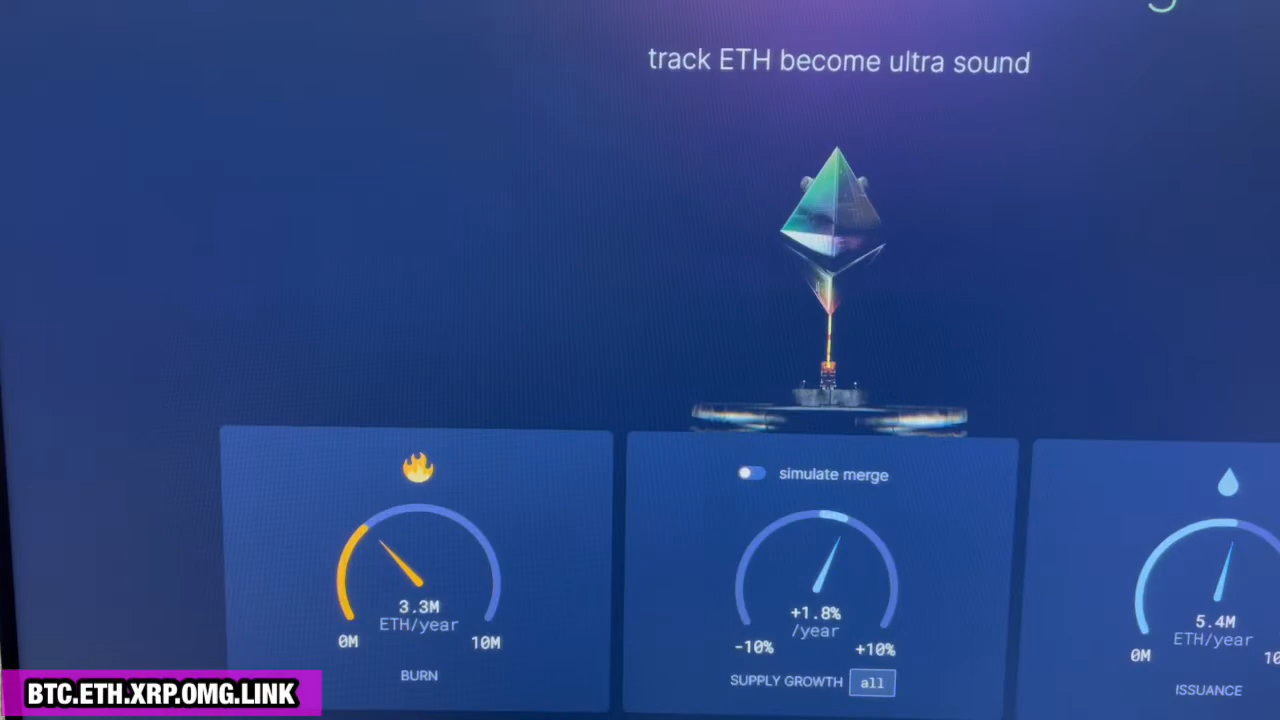 track ETH become ultra sound
simulate merge
3.3M
ETH/year
0M
10M
BURN
+1.8%
/year
-10%
+10%
SUPPLY GROWTH all
5.4M
ETH/year
0M
ISSUANCE
BTC.ETH.XRP.OMG.LINK